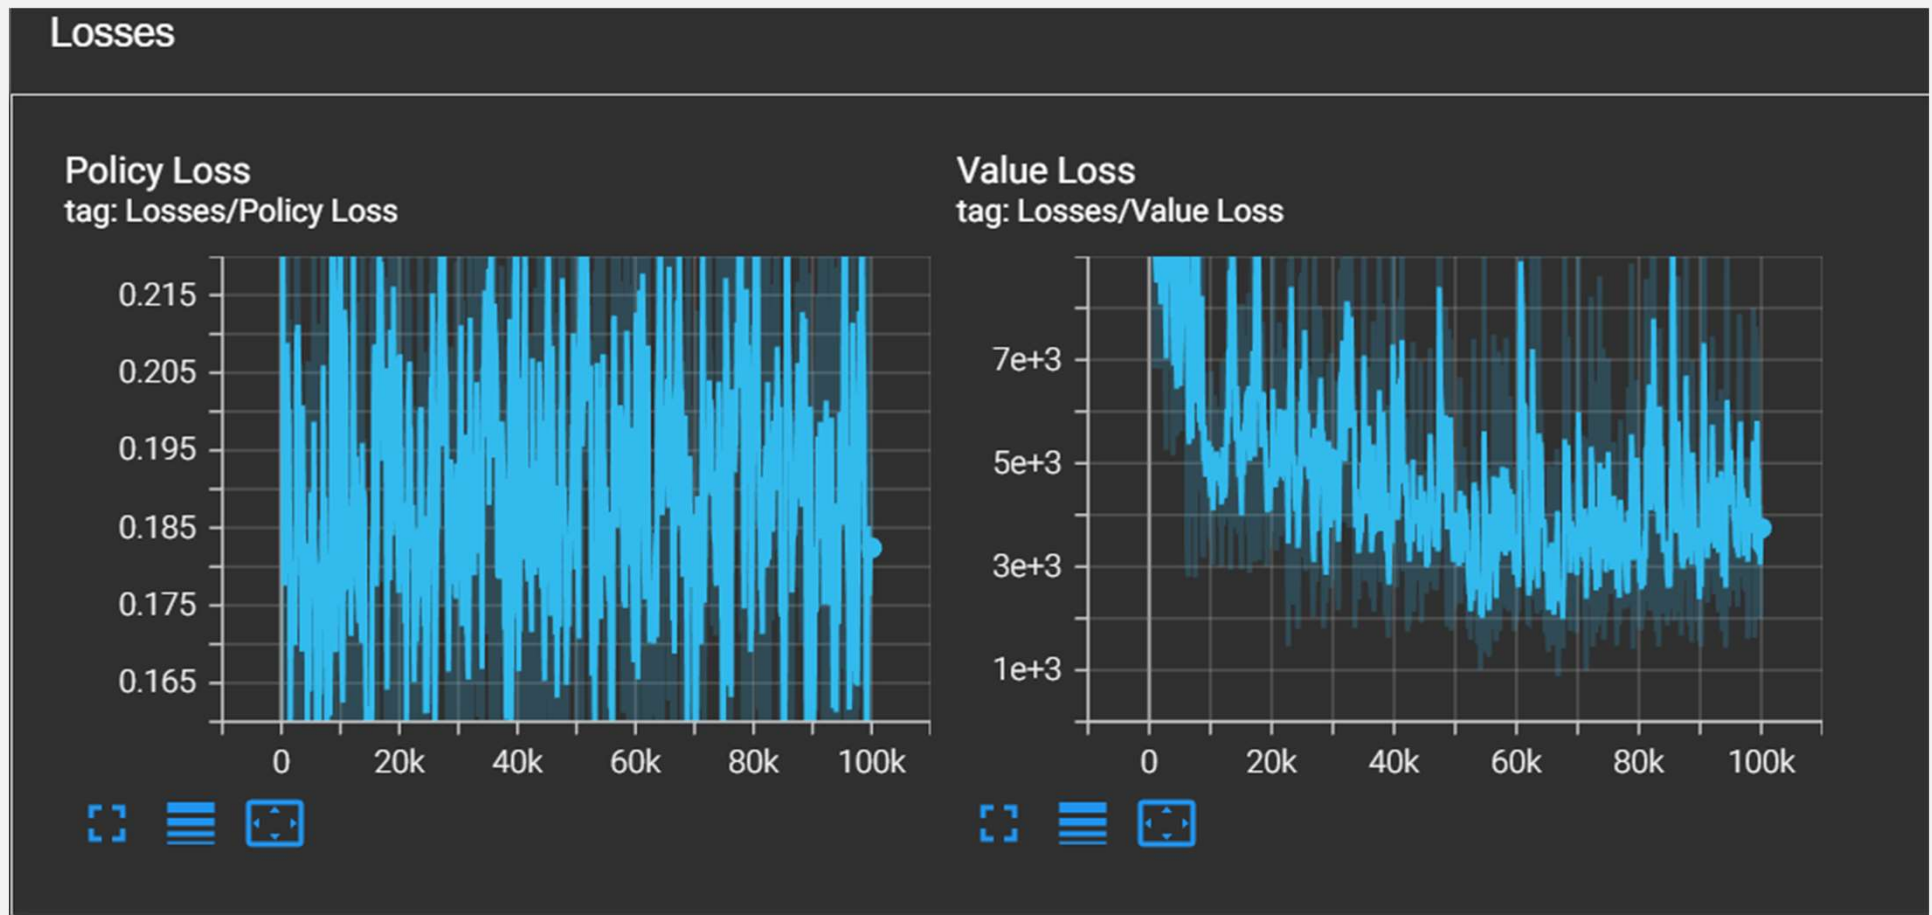 Losses
Policy Loss
tag: Losses/Policy Loss
0.215
0.205
0.195
0.185
0.175
0.165
0 20k 40k 60k 80k 100k
Value Loss
tag: Losses/Value Loss
7e+3
5e+3
3e+3
1e+3
0 20k 40k 60k 80k 100k